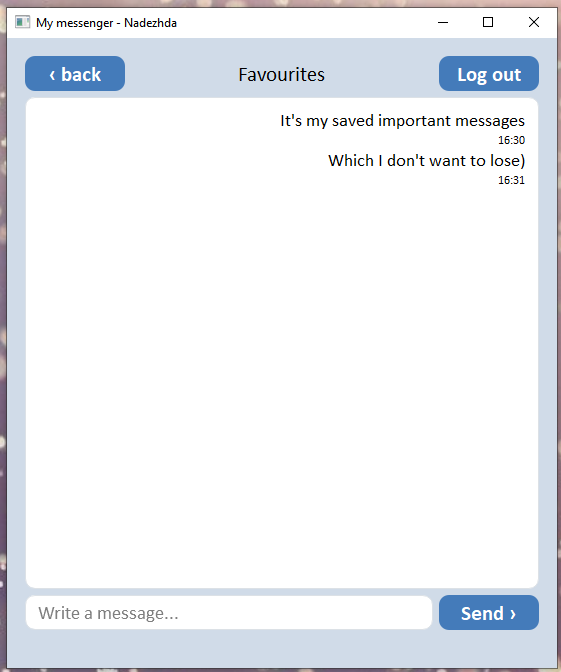 My messenger - Nadezhda
‹ back
Favourites
Log out
It's my saved important messages
16:30
Which I don't want to lose)
16:31
Write a message...
Send ›